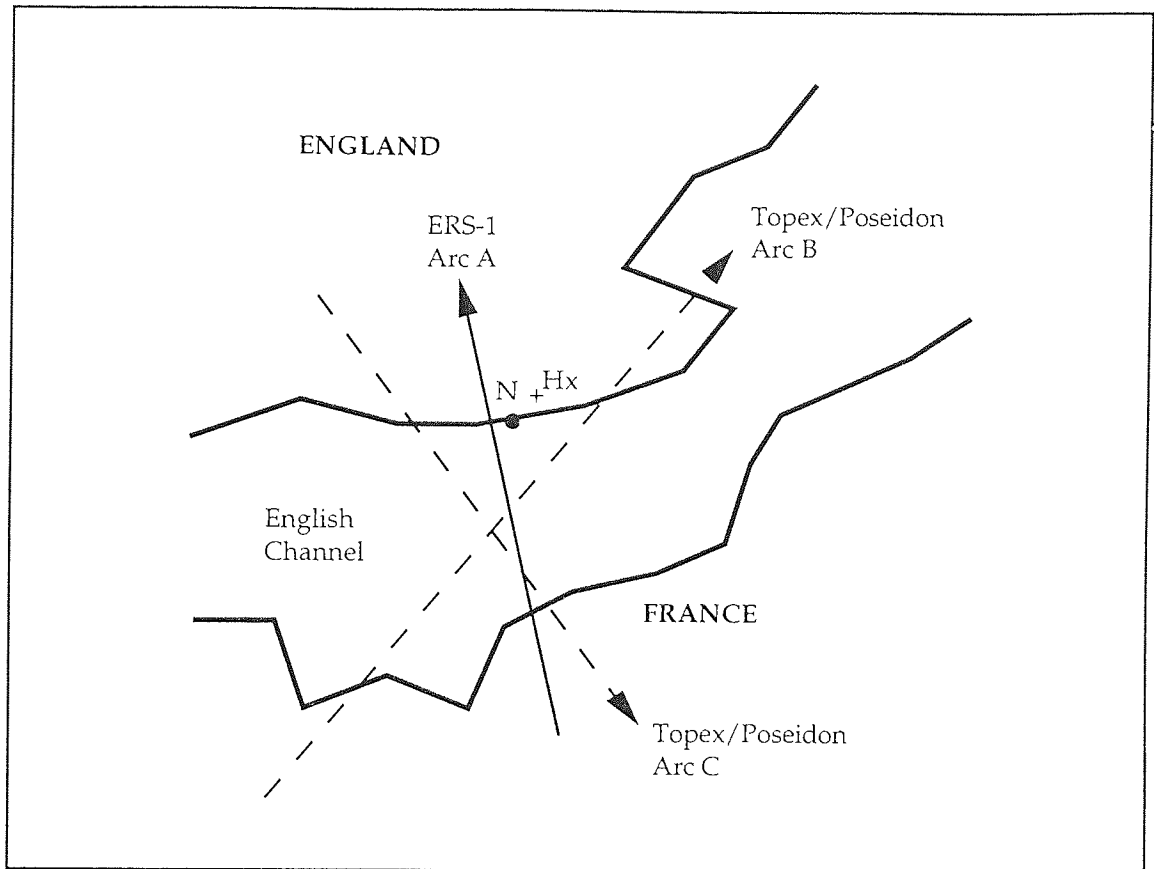 ENGLAND
ERS-1
Arc A
Topex/Poseidon
Arc B
N + Hx
English
Channel
FRANCE
Topex/Poseidon
Arc C